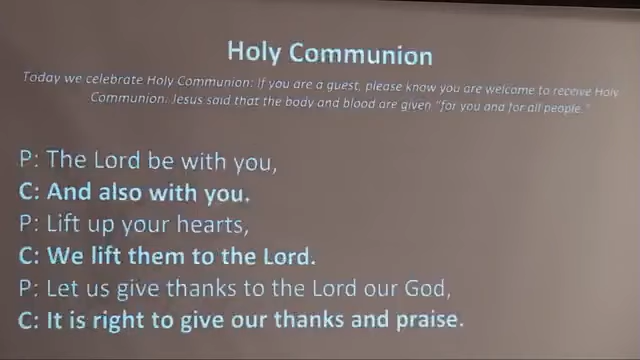 Holy Communion
Today we celebrate Holy Communion: If you are a guest, please know you are welcome to receive Holy
Communion. Jesus said that the body and blood are given "for you and for all people."
P: The Lord be with you,
C: And also with you.
P: Lift up your hearts,
C: We lift them to the Lord.
P: Let us give thanks to the Lord our God,
C: It is right to give our thanks and praise.